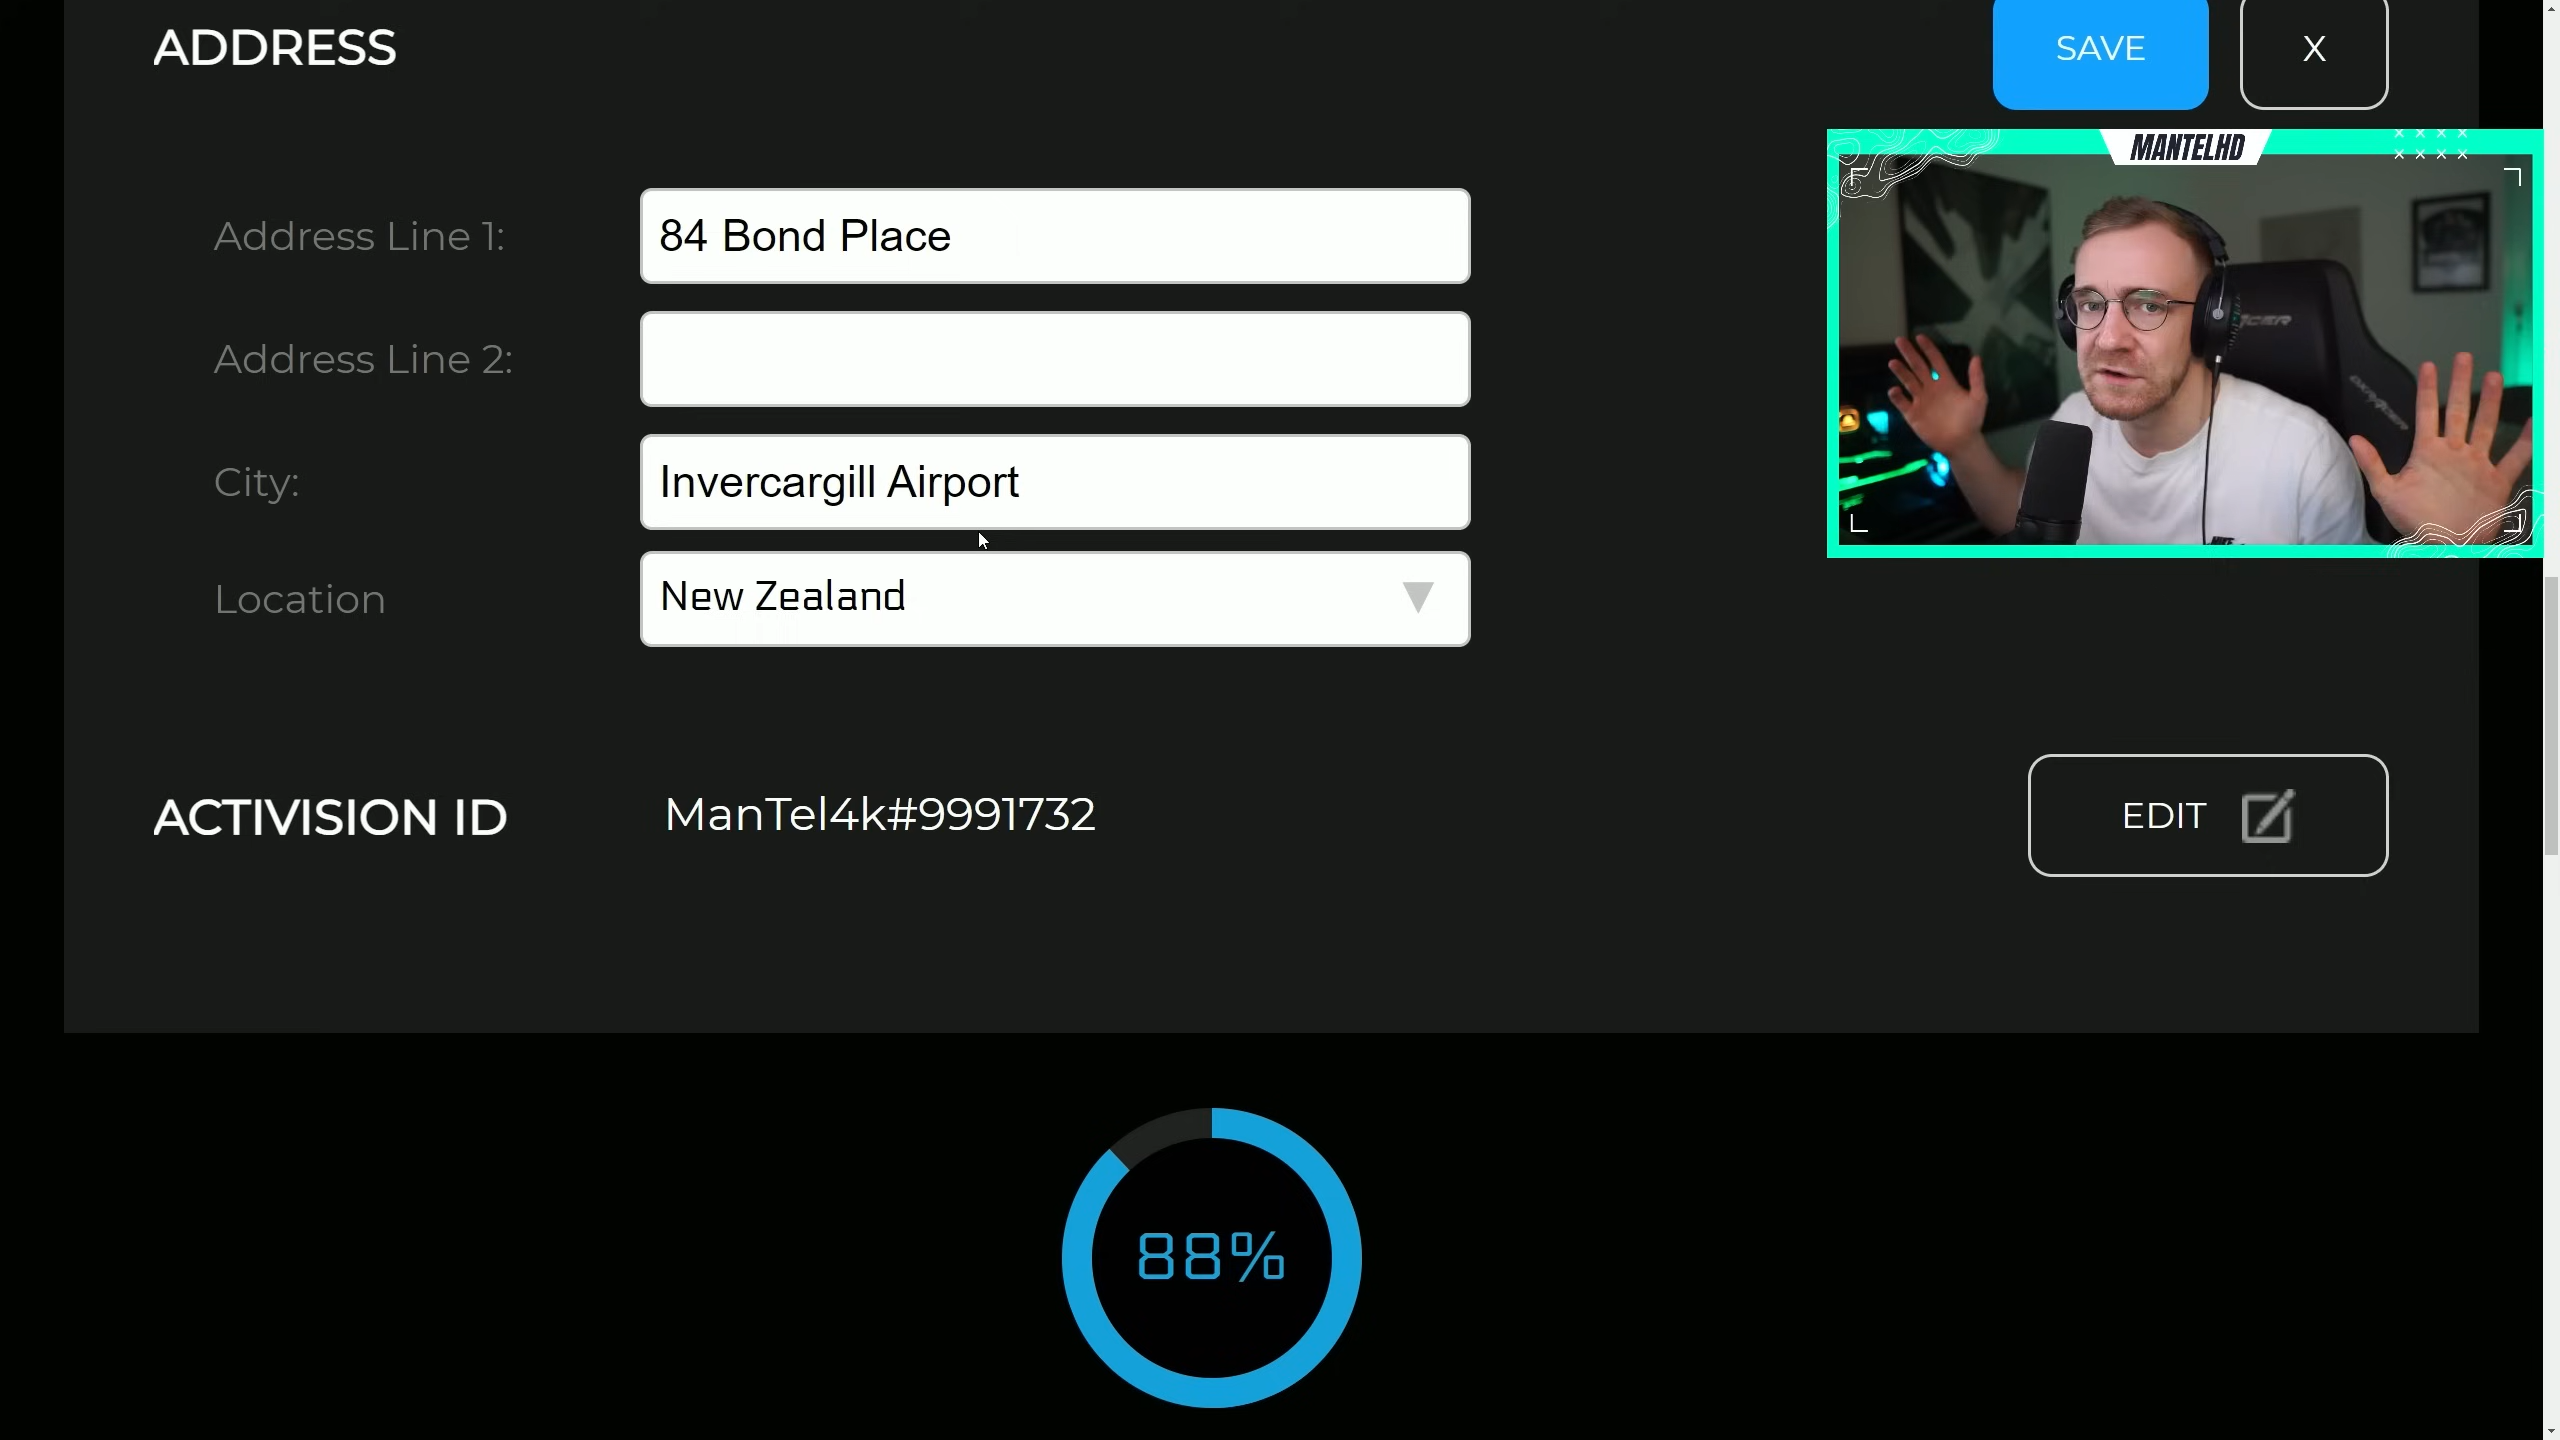 ADDRESS
SAVE
X
MANTELHD
Address Line 1:
84 Bond Place
Address Line 2:
City:
Invercargill Airport
Location
New Zealand
ACTIVISION ID
ManTel4k#9991732
EDIT
88%